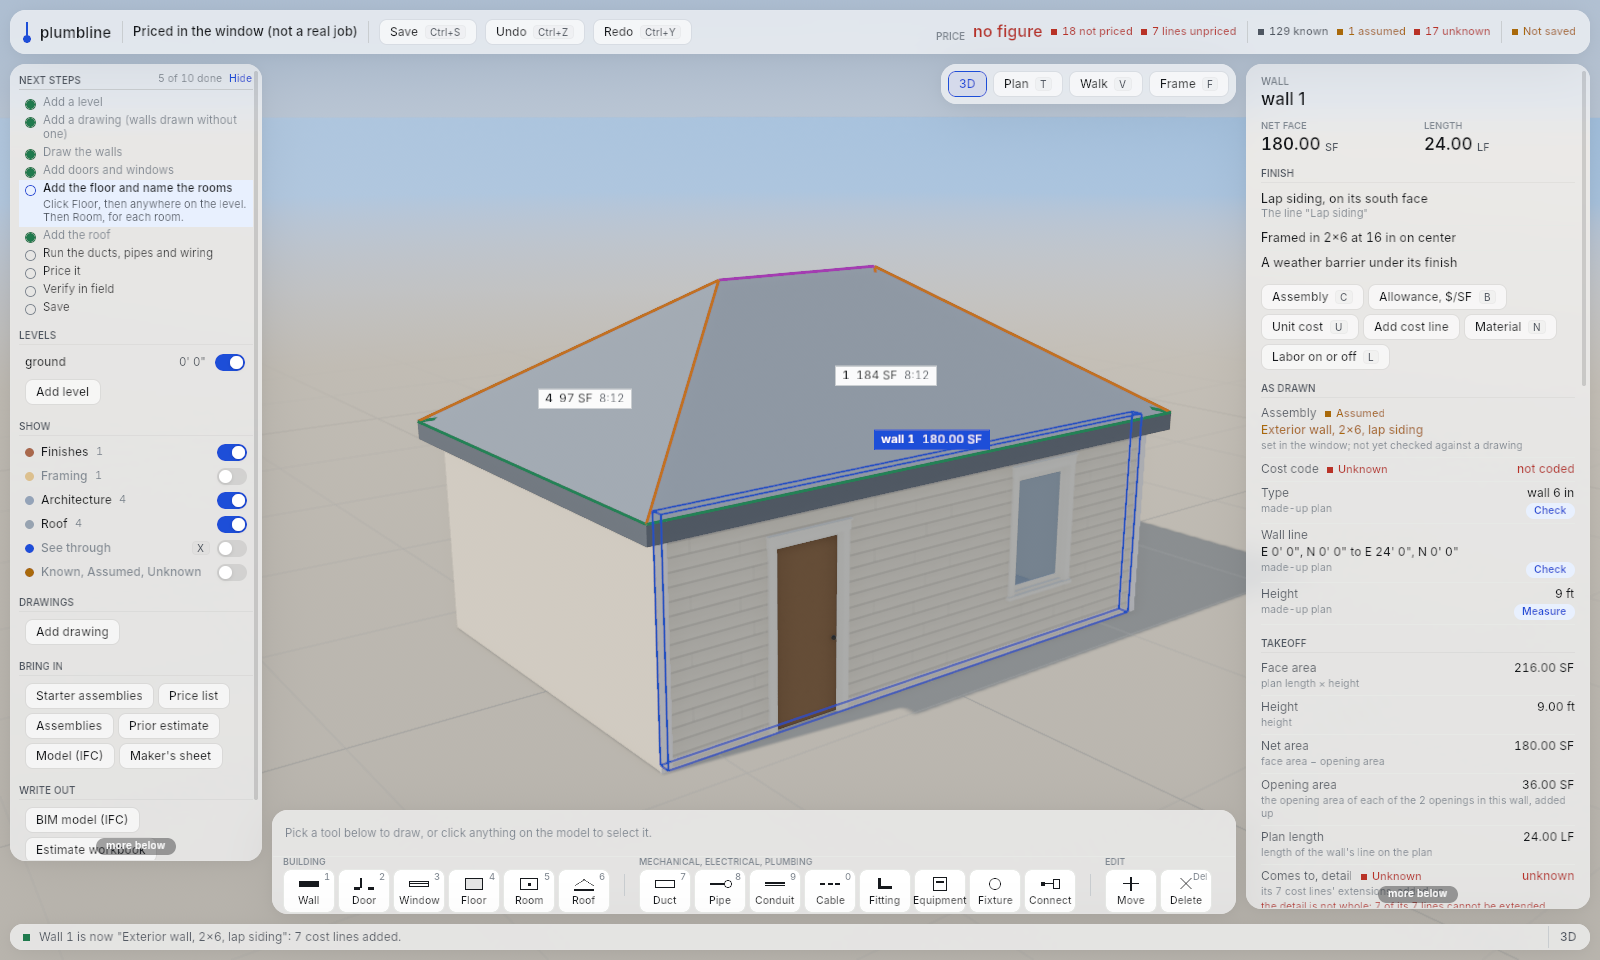 plumbline
Priced in the window (not a real job)
Save Ctrl+S
Undo Ctrl+Z
Redo Ctrl+Y
PRICE no figure
18 not priced
7 lines unpriced
129 known
1 assumed
17 unknown
Not saved
NEXT STEPS 5 of 10 done Hide
Add a level
Add a drawing (walls drawn without
one)
Draw the walls
Add doors and windows
Add the floor and name the rooms
Click Floor, then anywhere on the level.
Then Room, for each room.
Add the roof
Run the ducts, pipes and wiring
Price it
Verify in field
Save
LEVELS
ground 0' 0"
Add level
SHOW
Finishes 1
Framing 1
Architecture 4
Roof 4
See through X
Known, Assumed, Unknown
DRAWINGS
Add drawing
BRING IN
Starter assemblies Price list
Assemblies Prior estimate
Model (IFC) Maker's sheet
WRITE OUT
BIM model (IFC)
Estimate workbook
more below
3D Plan T Walk V Frame F
4 97 SF 8:12
1 184 SF 8:12
wall 1 180.00 SF
Pick a tool below to draw, or click anything on the model to select it.
BUILDING
Wall 1
Door 2
Window 3
Floor 4
Room 5
Roof 6
MECHANICAL, ELECTRICAL, PLUMBING
Duct 7
Pipe 8
Conduit 9
Cable 0
Fitting
Equipment
Fixture
Connect
EDIT
Move
Delete Del
WALL
wall 1
NET FACE LENGTH
180.00 SF 24.00 LF
FINISH
Lap siding, on its south face
The line "Lap siding"
Framed in 2×6 at 16 in on center
A weather barrier under its finish
Assembly C Allowance, $/SF B
Unit cost U Add cost line Material N
Labor on or off L
AS DRAWN
Assembly Assumed
Exterior wall, 2×6, lap siding
set in the window; not yet checked against a drawing
Cost code Unknown not coded
Type wall 6 in
made-up plan Check
Wall line
E 0' 0", N 0' 0" to E 24' 0", N 0' 0"
made-up plan Check
Height 9 ft
made-up plan Measure
TAKEOFF
Face area 216.00 SF
plan length × height
Height 9.00 ft
height
Net area 180.00 SF
face area − opening area
Opening area 36.00 SF
the opening area of each of the 2 openings in this wall, added
up
Plan length 24.00 LF
length of the wall's line on the plan
Comes to, detail Unknown unknown
its 7 cost lines' extension
more below
the detail is not whole: 7 of its 7 lines cannot be extended
Wall 1 is now "Exterior wall, 2×6, lap siding": 7 cost lines added.
3D